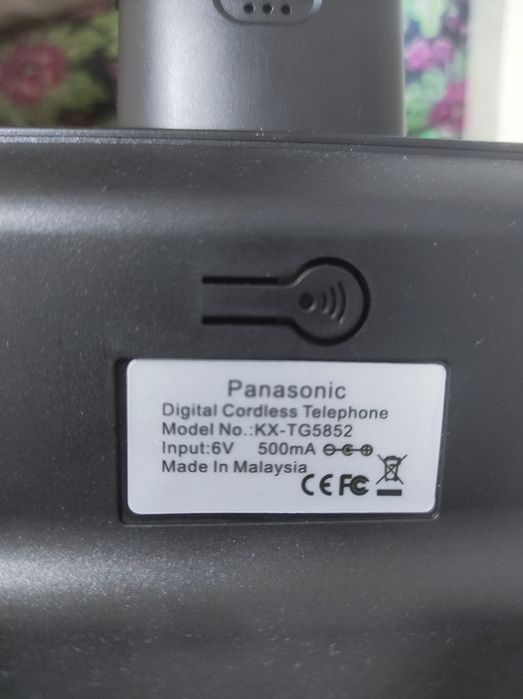 Panasonic
Digital Cordless Telephone
Model No.:KX-TG5852
Input:6V 500mA
Made In Malaysia
CE FC